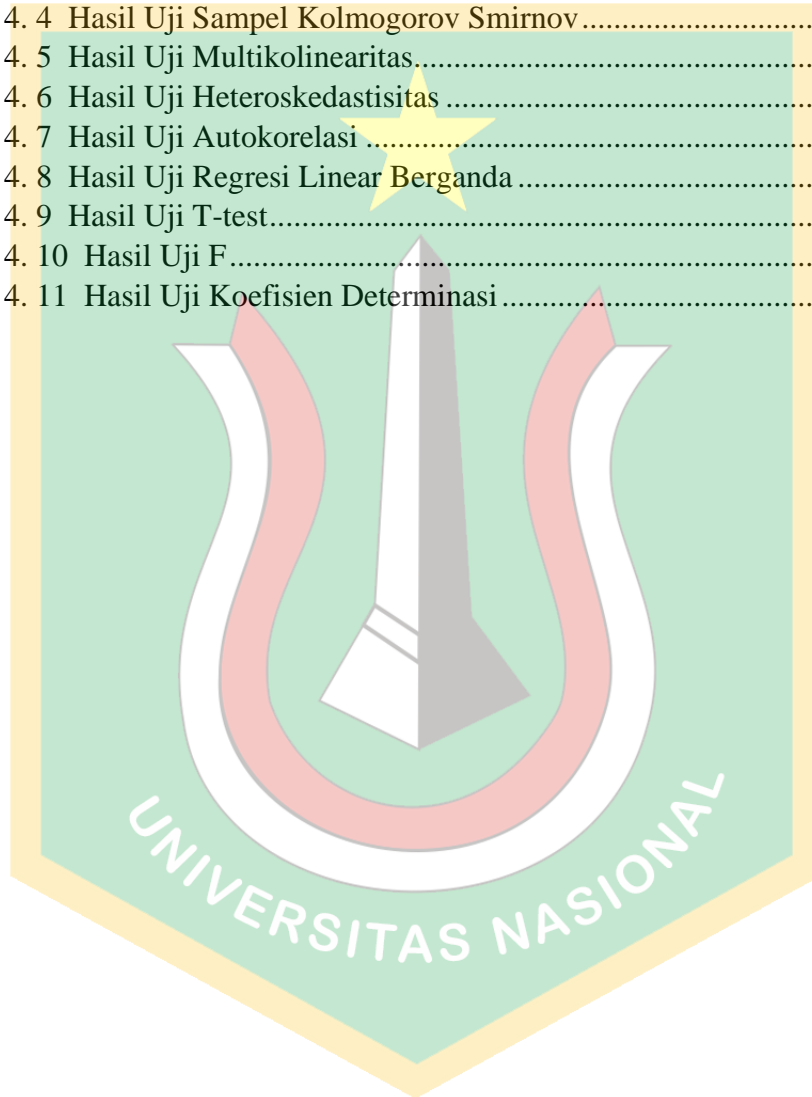 4. 4 Hasil Uji Sampel Kolmogorov Smirnov................................
4. 5 Hasil Uji Multikolinearitas.......................................................
4. 6 Hasil Uji Heteroskedastisitas ..................................................
4. 7 Hasil Uji Autokorelasi .............................................................
4. 8 Hasil Uji Regresi Linear Berganda ........................................
4. 9 Hasil Uji T-test.........................................................................
4. 10 Hasil Uji F..............................................................................
4. 11 Hasil Uji Koefisien Determinasi ..........................................
UNIVERSITAS NASIONAL